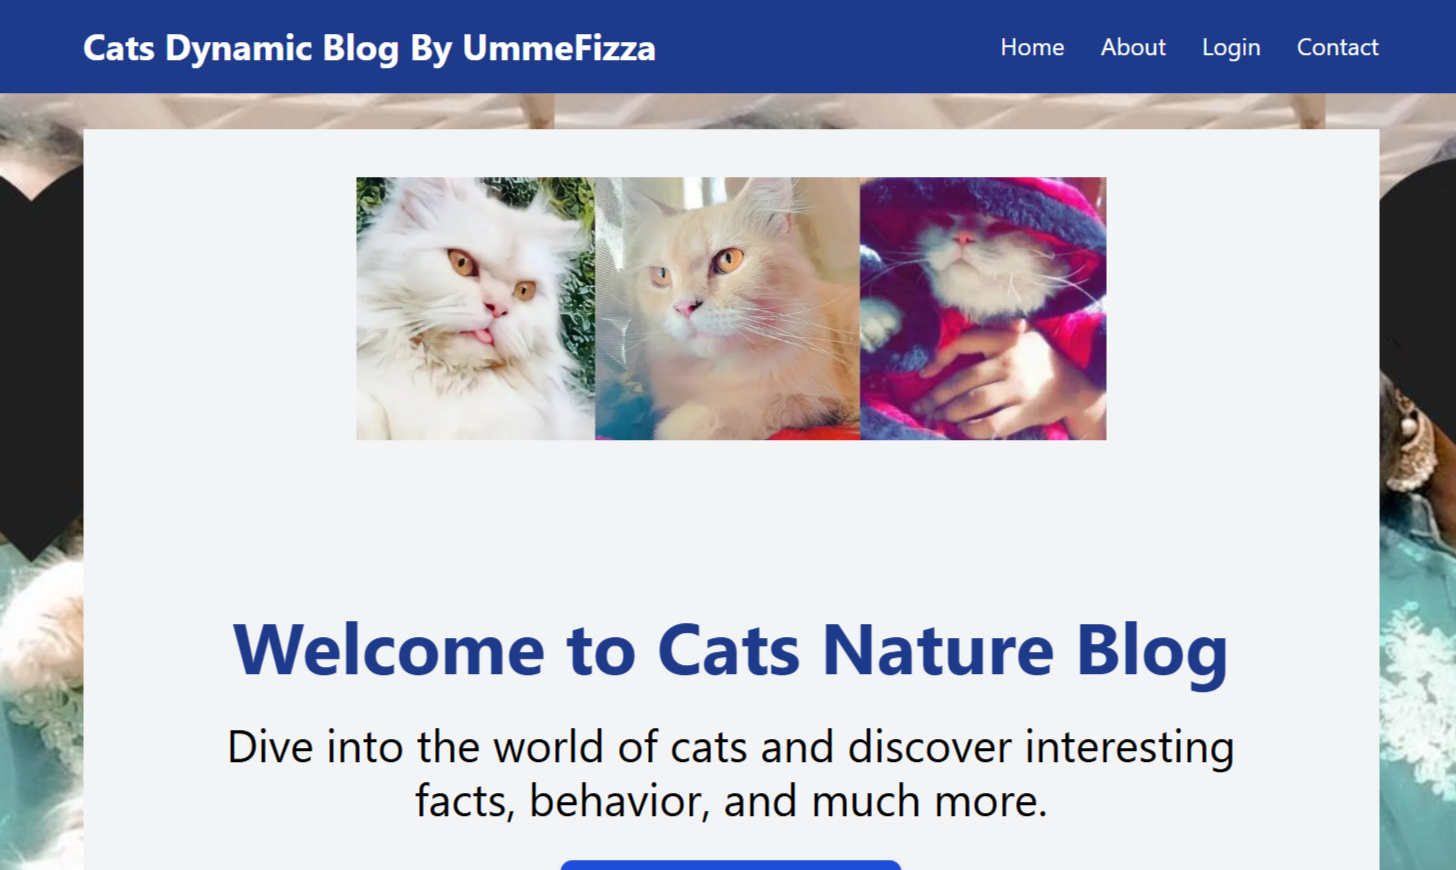 Cats Dynamic Blog By UmmeFizza
Home About Login Contact
Welcome to Cats Nature Blog
Dive into the world of cats and discover interesting
facts, behavior, and much more.